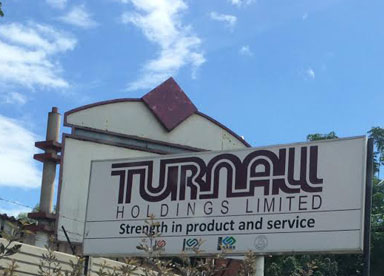 TURNALL
HOLDINGS LIMITED
Strength in product and service